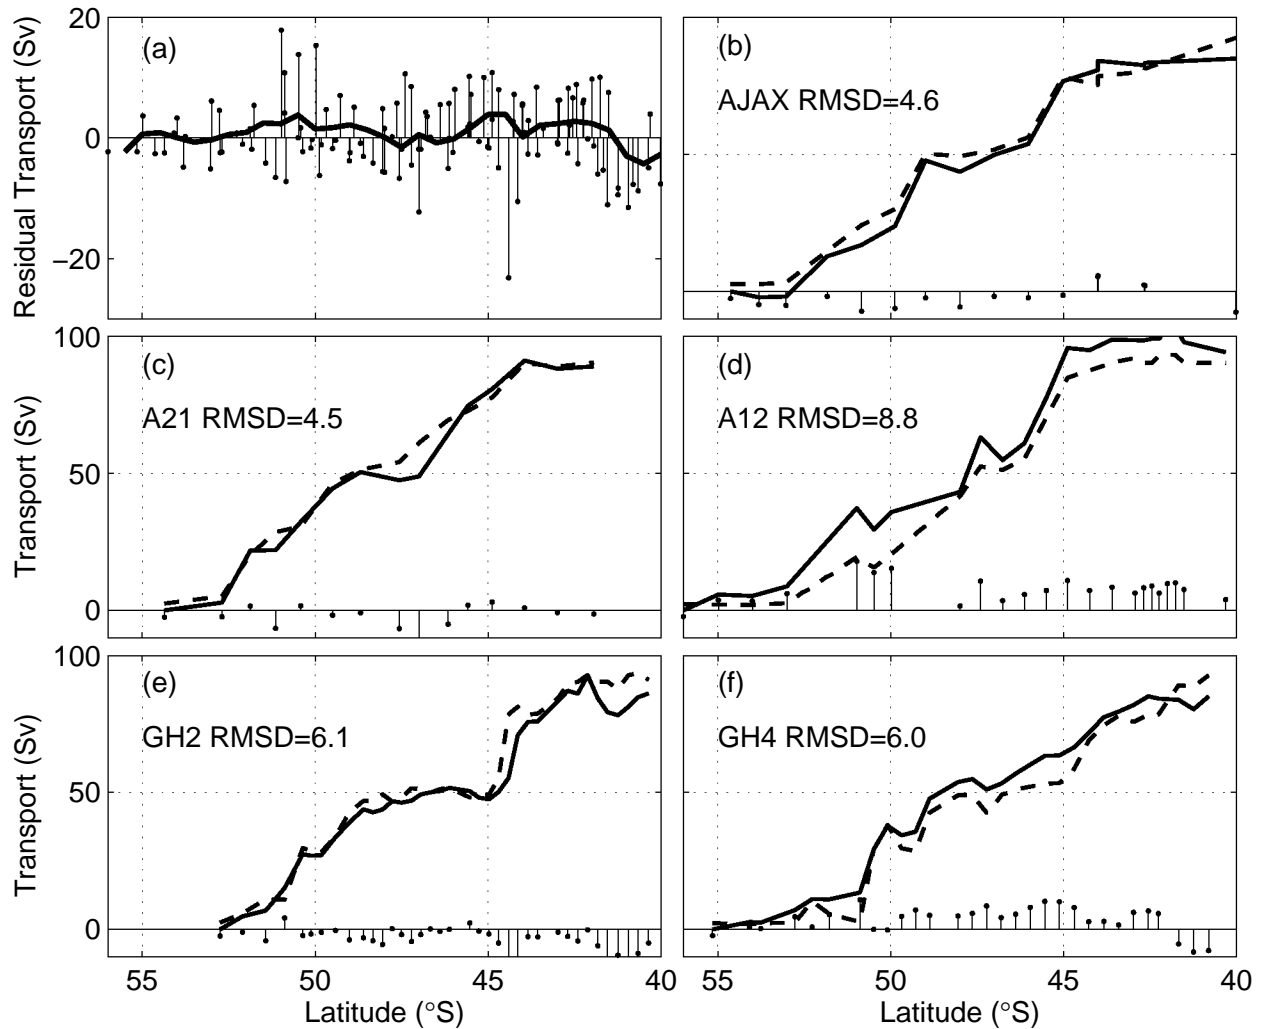 20
0
−20
Residual Transport (Sv)
(a)
(b)
AJAX RMSD=4.6
100
50
0
Transport (Sv)
(c)
A21 RMSD=4.5
(d)
A12 RMSD=8.8
100
50
0
Transport (Sv)
(e)
GH2 RMSD=6.1
(f)
GH4 RMSD=6.0
55
50
45
40
55
50
45
40
Latitude (°S)
Latitude (°S)